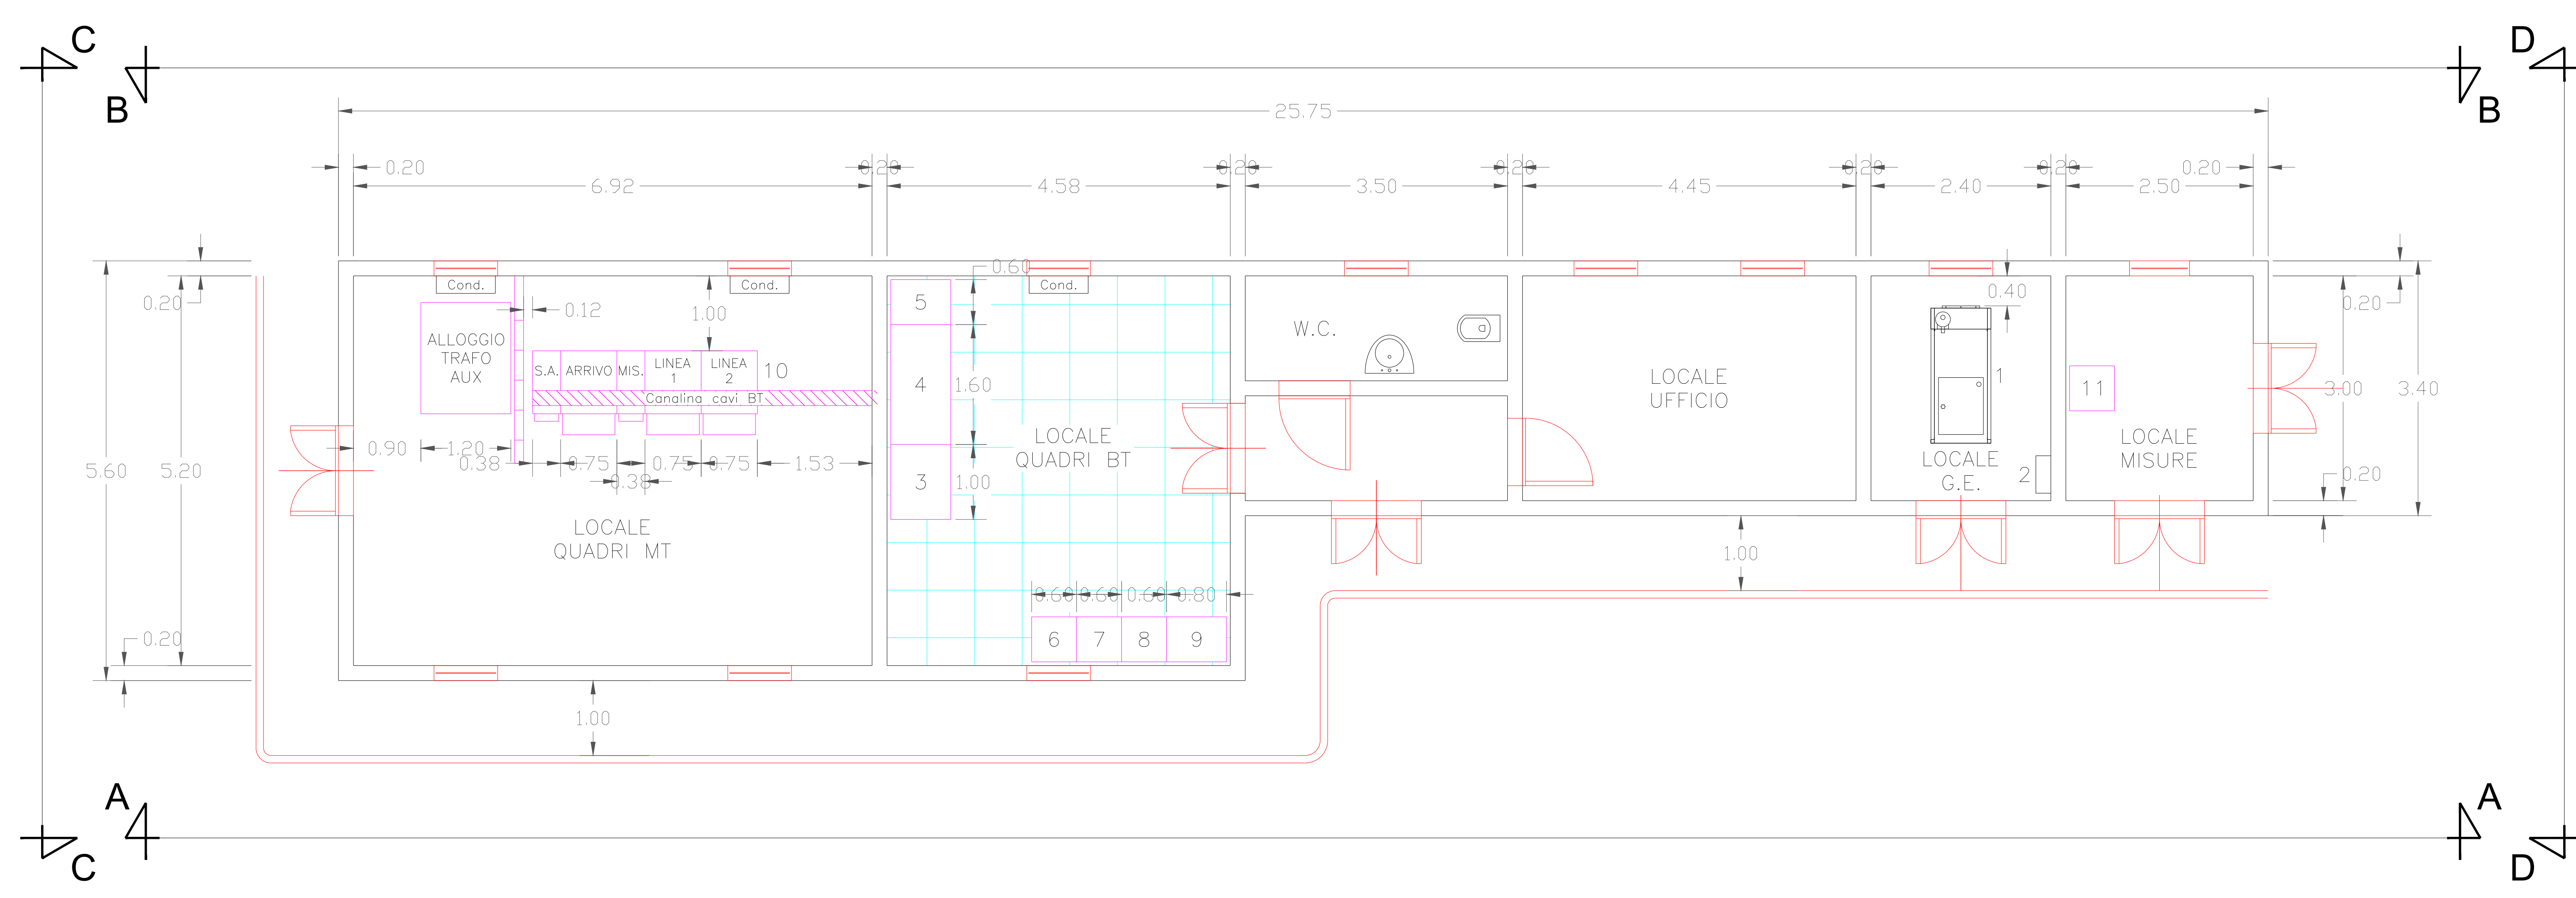 C
D
B
B
25.75
0.20
0.20
0.20
0.20
0.20
0.20
0.20
6.92
4.58
3.50
4.45
2.40
2.50
0.60
Cond.
Cond.
Cond.
0.20
0.12
1.00
5
0.40
0.20
ALLOGGIO
TRAFO
AUX
W.C.
S.A.
ARRIVO
MIS.
LINEA
1
LINEA
2
10
4
1.60
LOCALE
UFFICIO
1
11
3.00
3.40
Canalina cavi BT
0.90
1.20
LOCALE
QUADRI BT
LOCALE
MISURE
5.60
5.20
0.38
0.75
0.75
0.75
1.53
0.38
3
1.00
LOCALE
G.E.
2
0.20
LOCALE
QUADRI MT
1.00
0.60
0.60
0.60
0.80
0.20
6
7
8
9
1.00
A
A
C
D